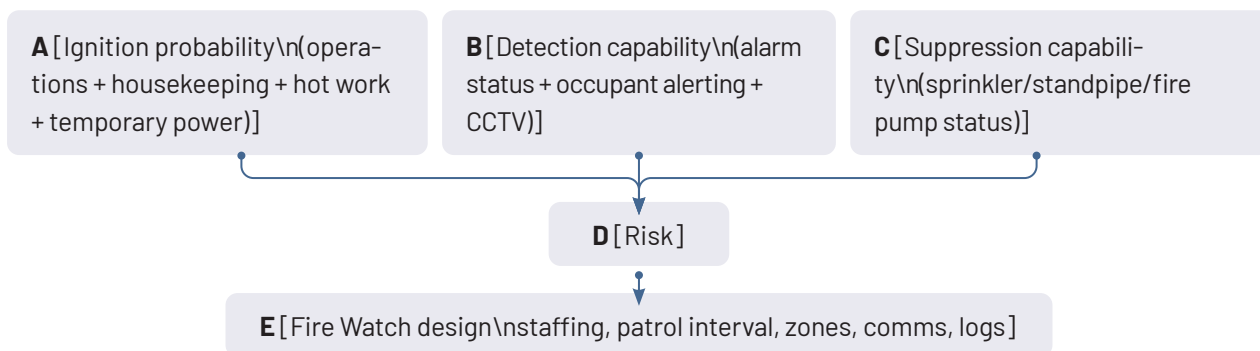 A [Ignition probability\n(opera-
tions + housekeeping + hot work
+ temporary power)]
B [Detection capability\n(alarm
status + occupant alerting +
CCTV)]
C [Suppression capabili-
ty\n(sprinkler/standpipe/fire
pump status)]
D [Risk]
E [Fire Watch design\nstaffing, patrol interval, zones, comms, logs]